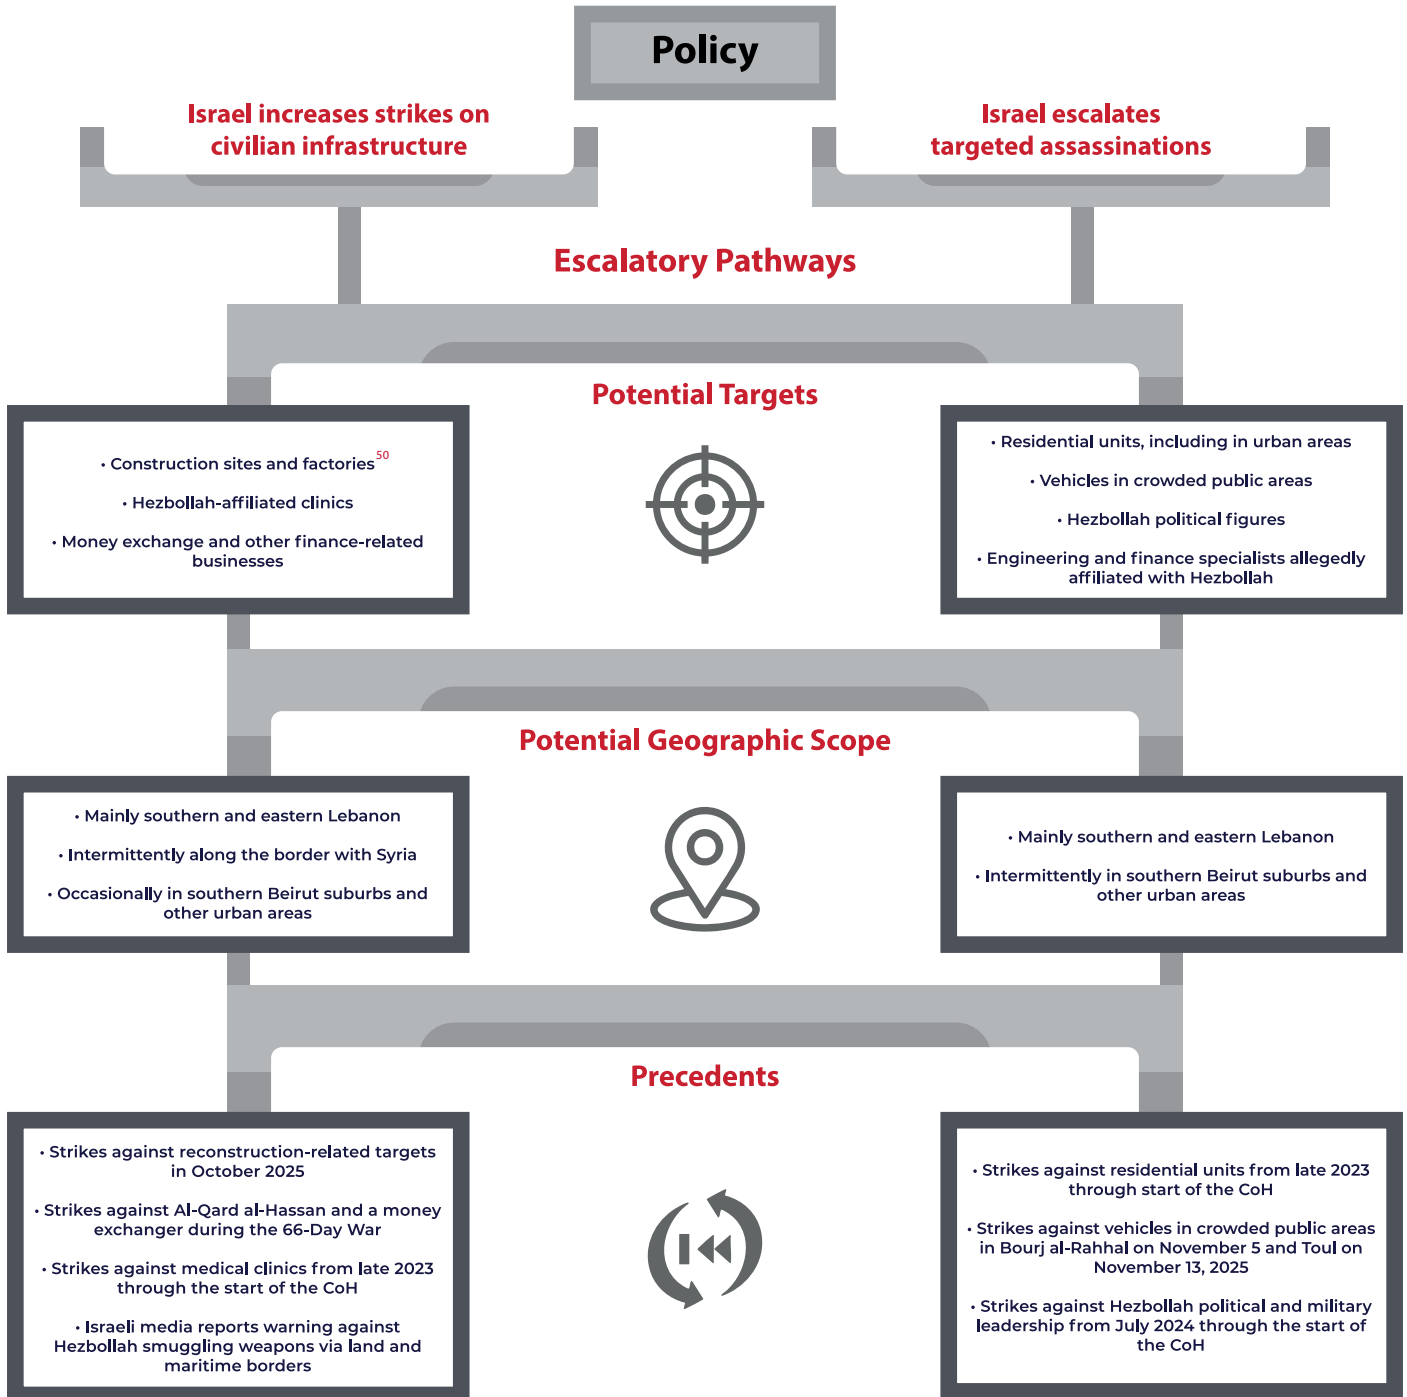 Policy
Israel increases strikes on
civilian infrastructure
Israel escalates
targeted assassinations
Escalatory Pathways
Potential Targets
• Construction sites and factories50
• Hezbollah-affiliated clinics
• Money exchange and other finance-related
businesses
• Residential units, including in urban areas
• Vehicles in crowded public areas
• Hezbollah political figures
• Engineering and finance specialists allegedly
affiliated with Hezbollah
Potential Geographic Scope
• Mainly southern and eastern Lebanon
• Intermittently along the border with Syria
• Occasionally in southern Beirut suburbs and
other urban areas
• Mainly southern and eastern Lebanon
• Intermittently in southern Beirut suburbs and
other urban areas
Precedents
• Strikes against reconstruction-related targets
in October 2025
• Strikes against Al-Qard al-Hassan and a money
exchanger during the 66-Day War
• Strikes against medical clinics from late 2023
through the start of the CoH
• Israeli media reports warning against
Hezbollah smuggling weapons via land and
maritime borders
• Strikes against residential units from late 2023
through start of the CoH
• Strikes against vehicles in crowded public areas
in Bourj al-Rahhal on November 5 and Toul on
November 13, 2025
• Strikes against Hezbollah political and military
leadership from July 2024 through the start of
the CoH